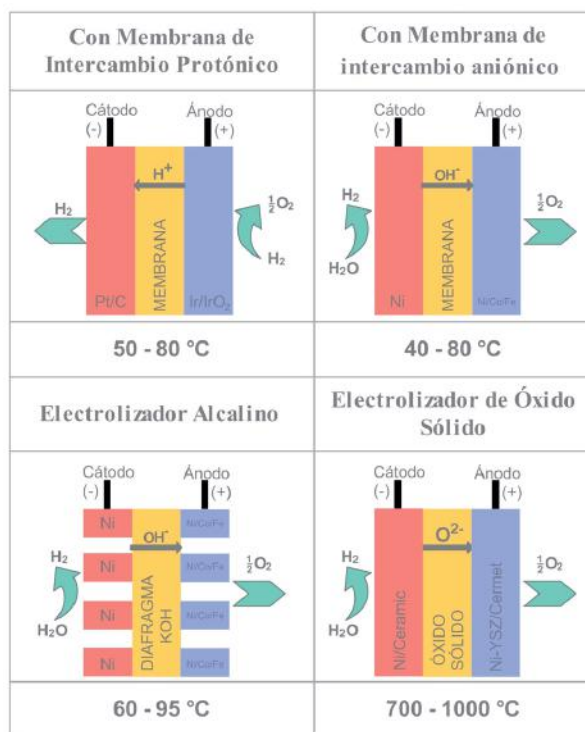 Con Membrana de
Intercambio Protónico
Cátodo
(-)
Ánodo
(+)
H₂
H⁺
½O₂
H₂
Pt/C
MEMBRANA
Ir/IrO₂
50 - 80 °C
Con Membrana de
intercambio aniónico
Cátodo
(-)
Ánodo
(+)
H₂
H₂O
OH⁻
½O₂
Ni
MEMBRANA
Ni/Co/Fe
40 - 80 °C
Electrolizador Alcalino
Cátodo
(-)
Ánodo
(+)
Ni
OH⁻
Ni/Co/Fe
H₂
Ni
Ni/Co/Fe
½O₂
H₂O
Ni
Ni/Co/Fe
Ni
Ni/Co/Fe
DIAFRAGMA
KOH
60 - 95 °C
Electrolizador de Óxido
Sólido
Cátodo
(-)
Ánodo
(+)
H₂
H₂O
O²⁻
½O₂
Ni/Ceramic
ÓXIDO
SÓLIDO
Ni-YSZ/Cermet
700 - 1000 °C